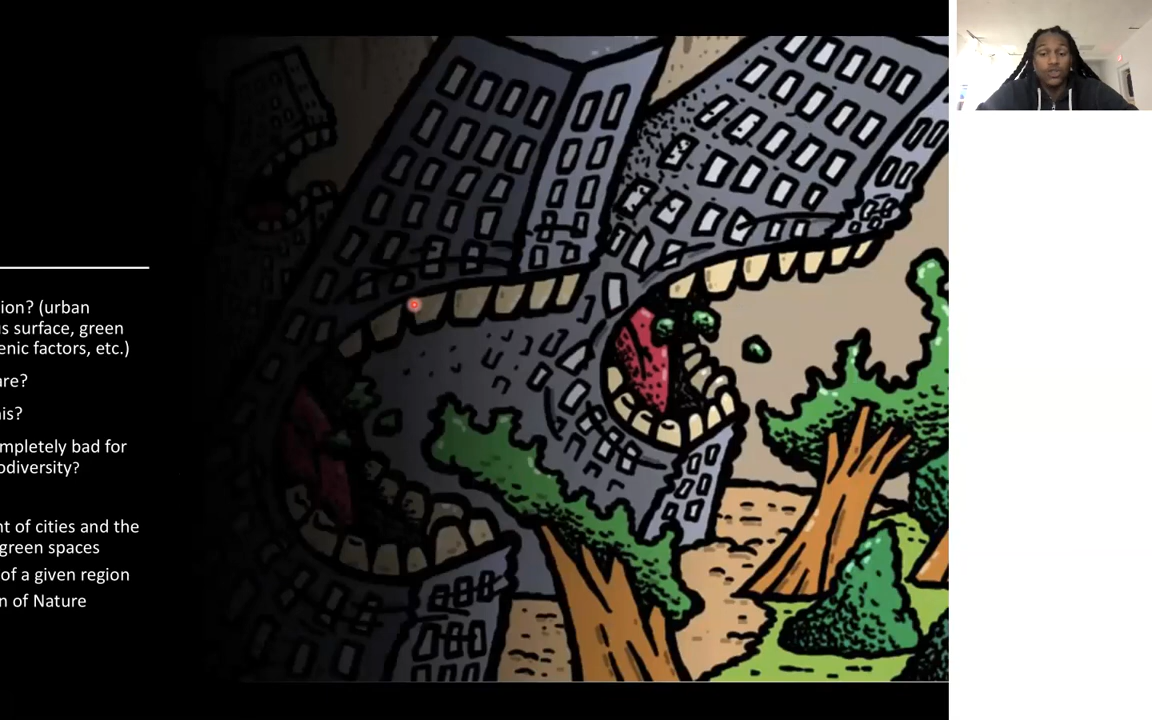 ion? (urban
s surface, green
enic factors, etc.)
are?
is?
mpletely bad for
odiversity?
t of cities and the
green spaces
of a given region
n of Nature